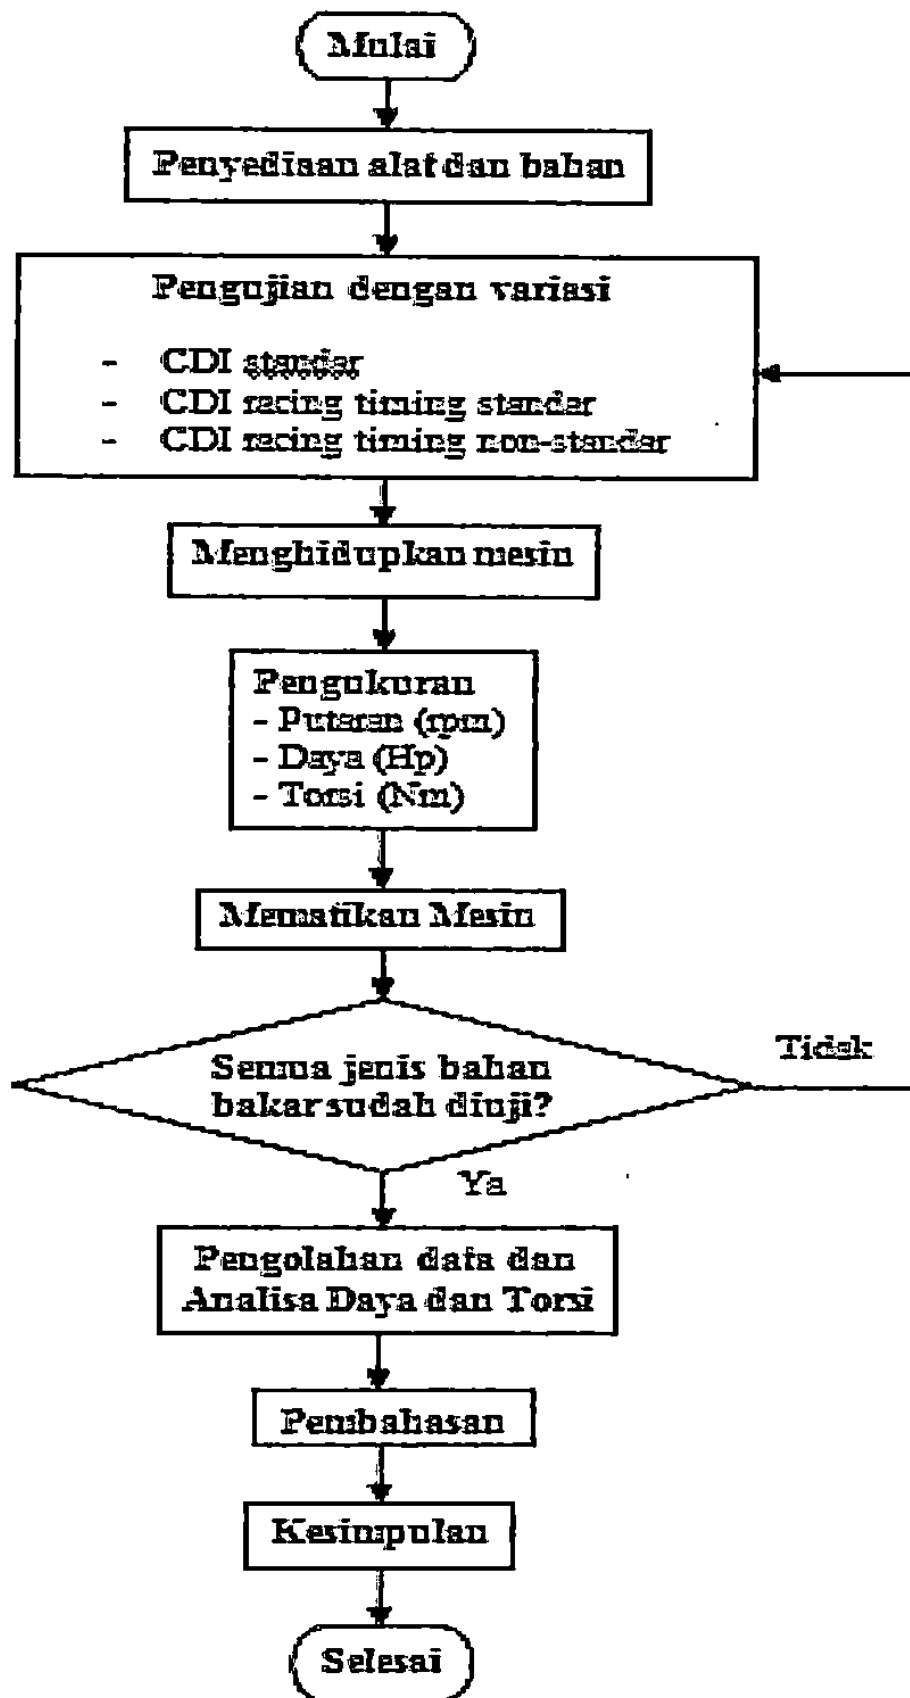 Mulai
Penyediaan alat dan bahan
Pengujian dengan variasi
- CDI standar
- CDI racing timing standar
- CDI racing timing non-standar
Menghidupkan mesin
Pengukuran
- Putaran (rpm)
- Daya (Hp)
- Torsi (Nm)
Mematikan Mesin
Semua jenis bahan
bakar sudah diuji?
Tidak
Ya
Pengolahan data dan
Analisa Daya dan Torsi
Pembahasan
Kesimpulan
Selesai